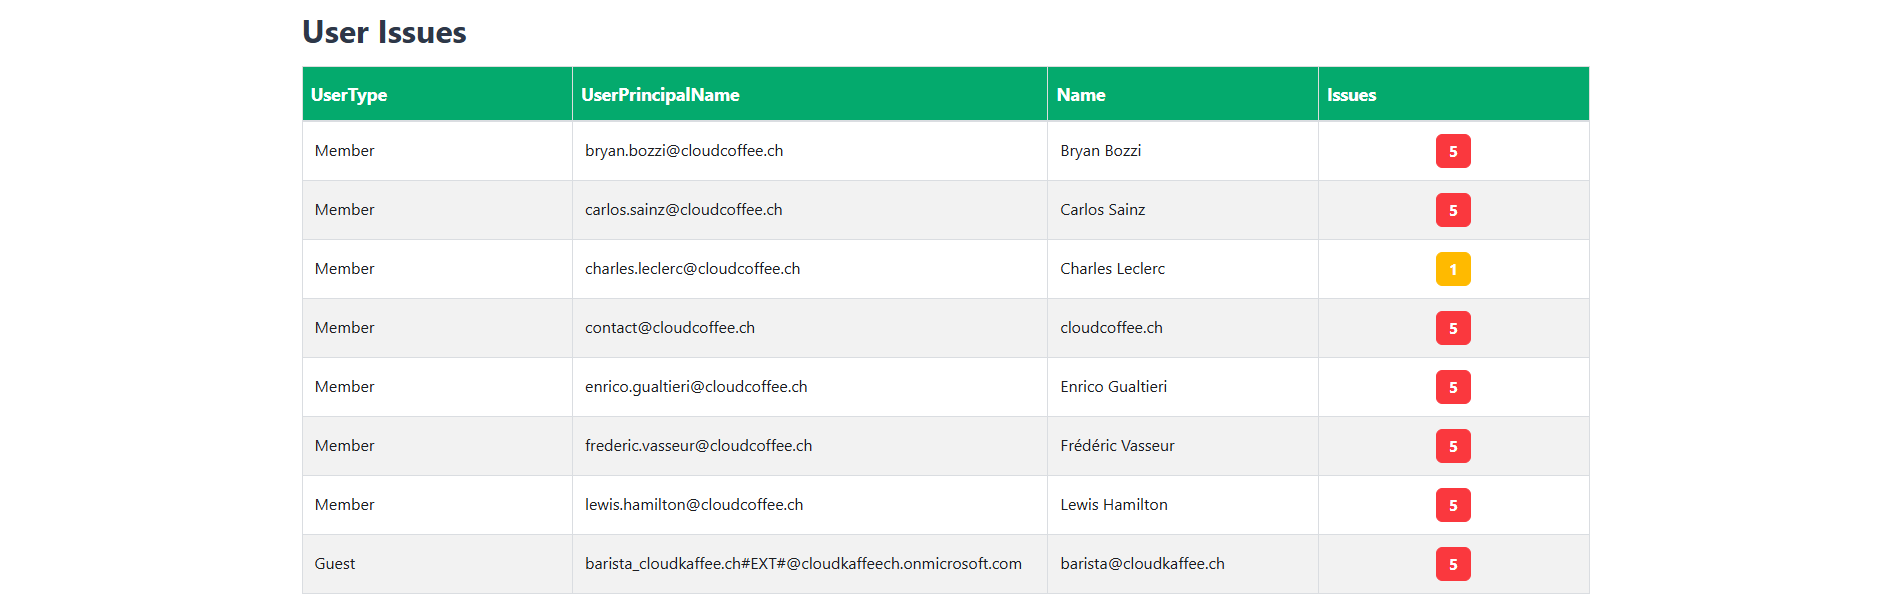 User Issues
UserType UserPrincipalName Name Issues
Member bryan.bozzi@cloudcoffee.ch Bryan Bozzi 5
Member carlos.sainz@cloudcoffee.ch Carlos Sainz 5
Member charles.leclerc@cloudcoffee.ch Charles Leclerc 1
Member contact@cloudcoffee.ch cloudcoffee.ch 5
Member enrico.gualtieri@cloudcoffee.ch Enrico Gualtieri 5
Member frederic.vasseur@cloudcoffee.ch Frédéric Vasseur 5
Member lewis.hamilton@cloudcoffee.ch Lewis Hamilton 5
Guest barista_cloudkaffee.ch#EXT#@cloudkaffeech.onmicrosoft.com barista@cloudkaffee.ch 5